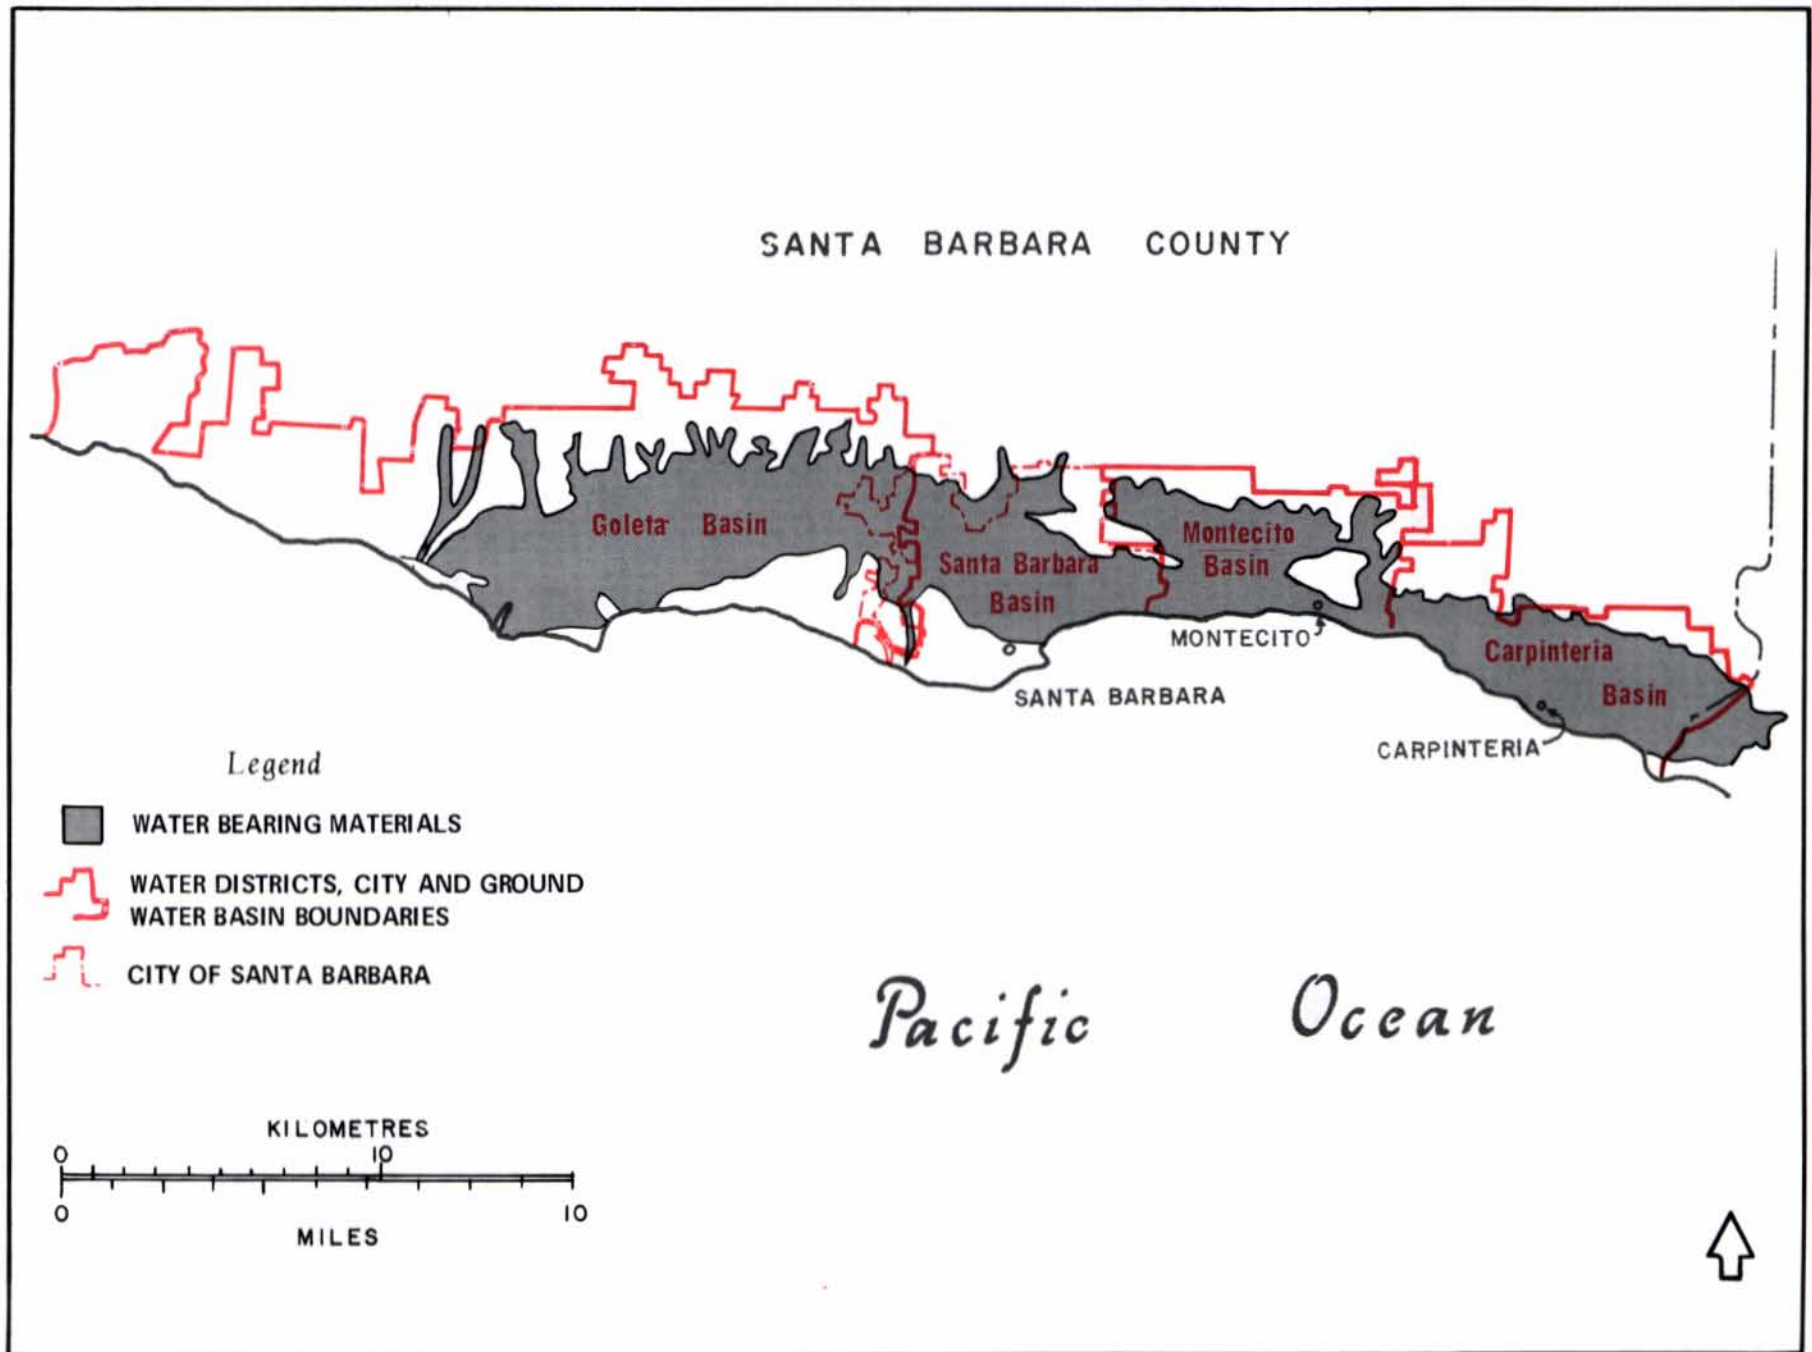 SANTA BARBARA COUNTY
Goleta Basin
Santa Barbara
Basin
Montecito
Basin
MONTECITO
Carpinteria
Basin
SANTA BARBARA
CARPINTERIA
Legend
WATER BEARING MATERIALS
WATER DISTRICTS, CITY AND GROUND
WATER BASIN BOUNDARIES
CITY OF SANTA BARBARA
Pacific Ocean
KILOMETRES
0 10
0 10
MILES